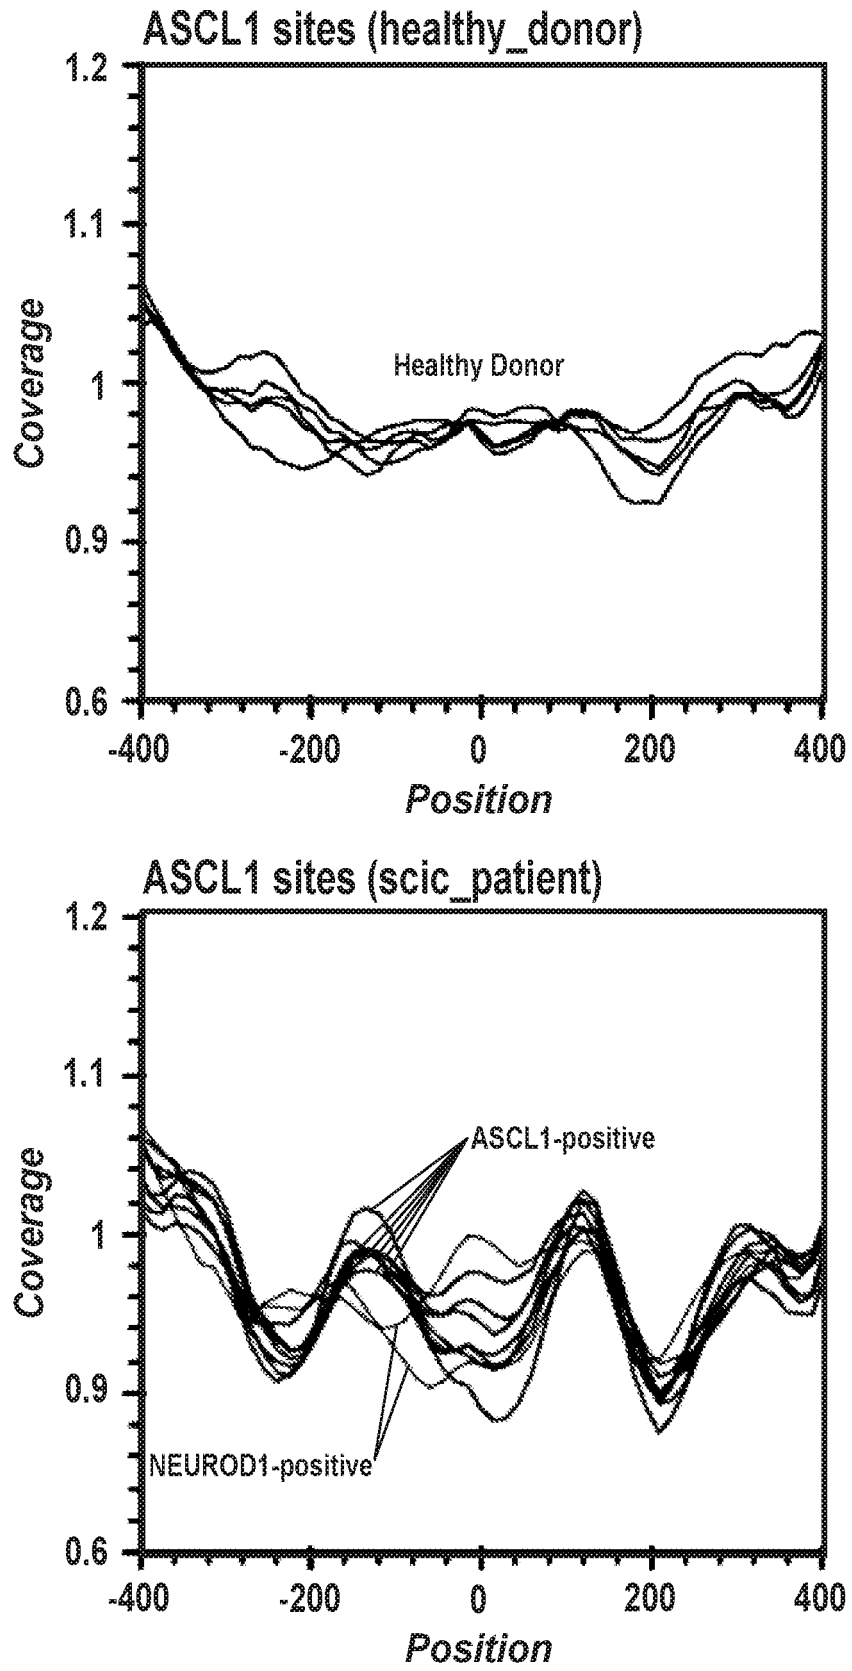 ASCL1 sites (healthy_donor)
1.2
1.1
1
0.9
0.6
Coverage
Healthy Donor
-400 -200 0 200 400
Position
ASCL1 sites (scic_patient)
1.2
1.1
1
0.9
0.6
Coverage
ASCL1-positive
NEUROD1-positive
-400 -200 0 200 400
Position